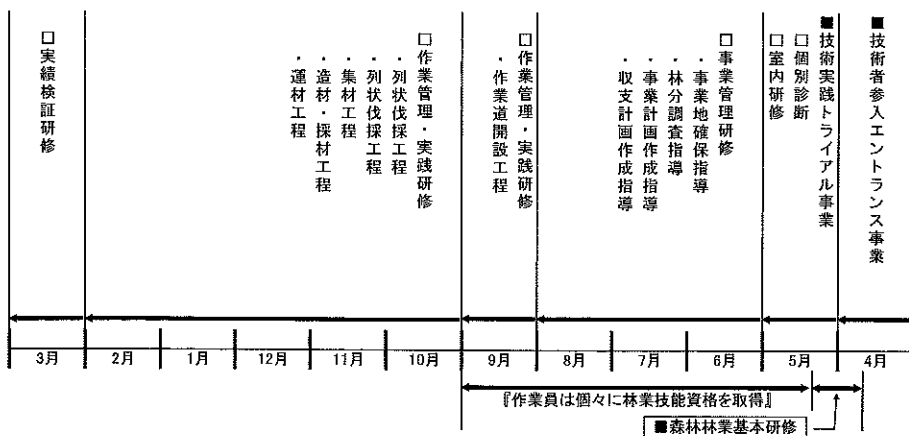 ■技術者参入エントランス事業
■技術実践トライアル事業
□個別診断
□室内研修
□事業管理研修
・事業地確保指導
・林分調査指導
・事業計画作成指導
・収支計画作成指導
□作業管理・実践研修
・作業道開設工程
□作業管理・実践研修
・列状伐採工程
・列状伐採工程
・集材工程
・造材・採材工程
・運材工程
□実績検証研修
3月 2月 1月 12月 11月 10月 9月 8月 7月 6月 5月 4月
『作業員は個々に林業技能資格を取得』
■森林林業基本研修